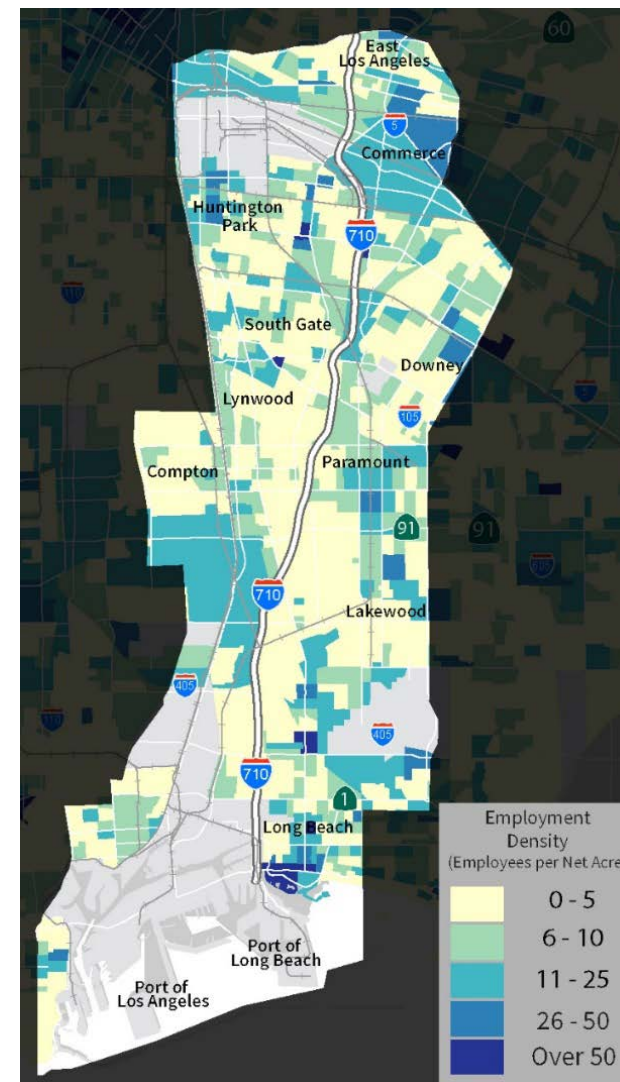 60
East
Los Angeles
5
Commerce
Huntington
Park
710
110
South Gate
Downey
Lynwood
5
105
Compton
Paramount
91
91
605
710
Lakewood
405
405
110
710
1
Long Beach
Port of
Long Beach
Port of
Los Angeles
Employment
Density
(Employees per Net Acre
0 - 5
6 - 10
11 - 25
26 - 50
Over 50